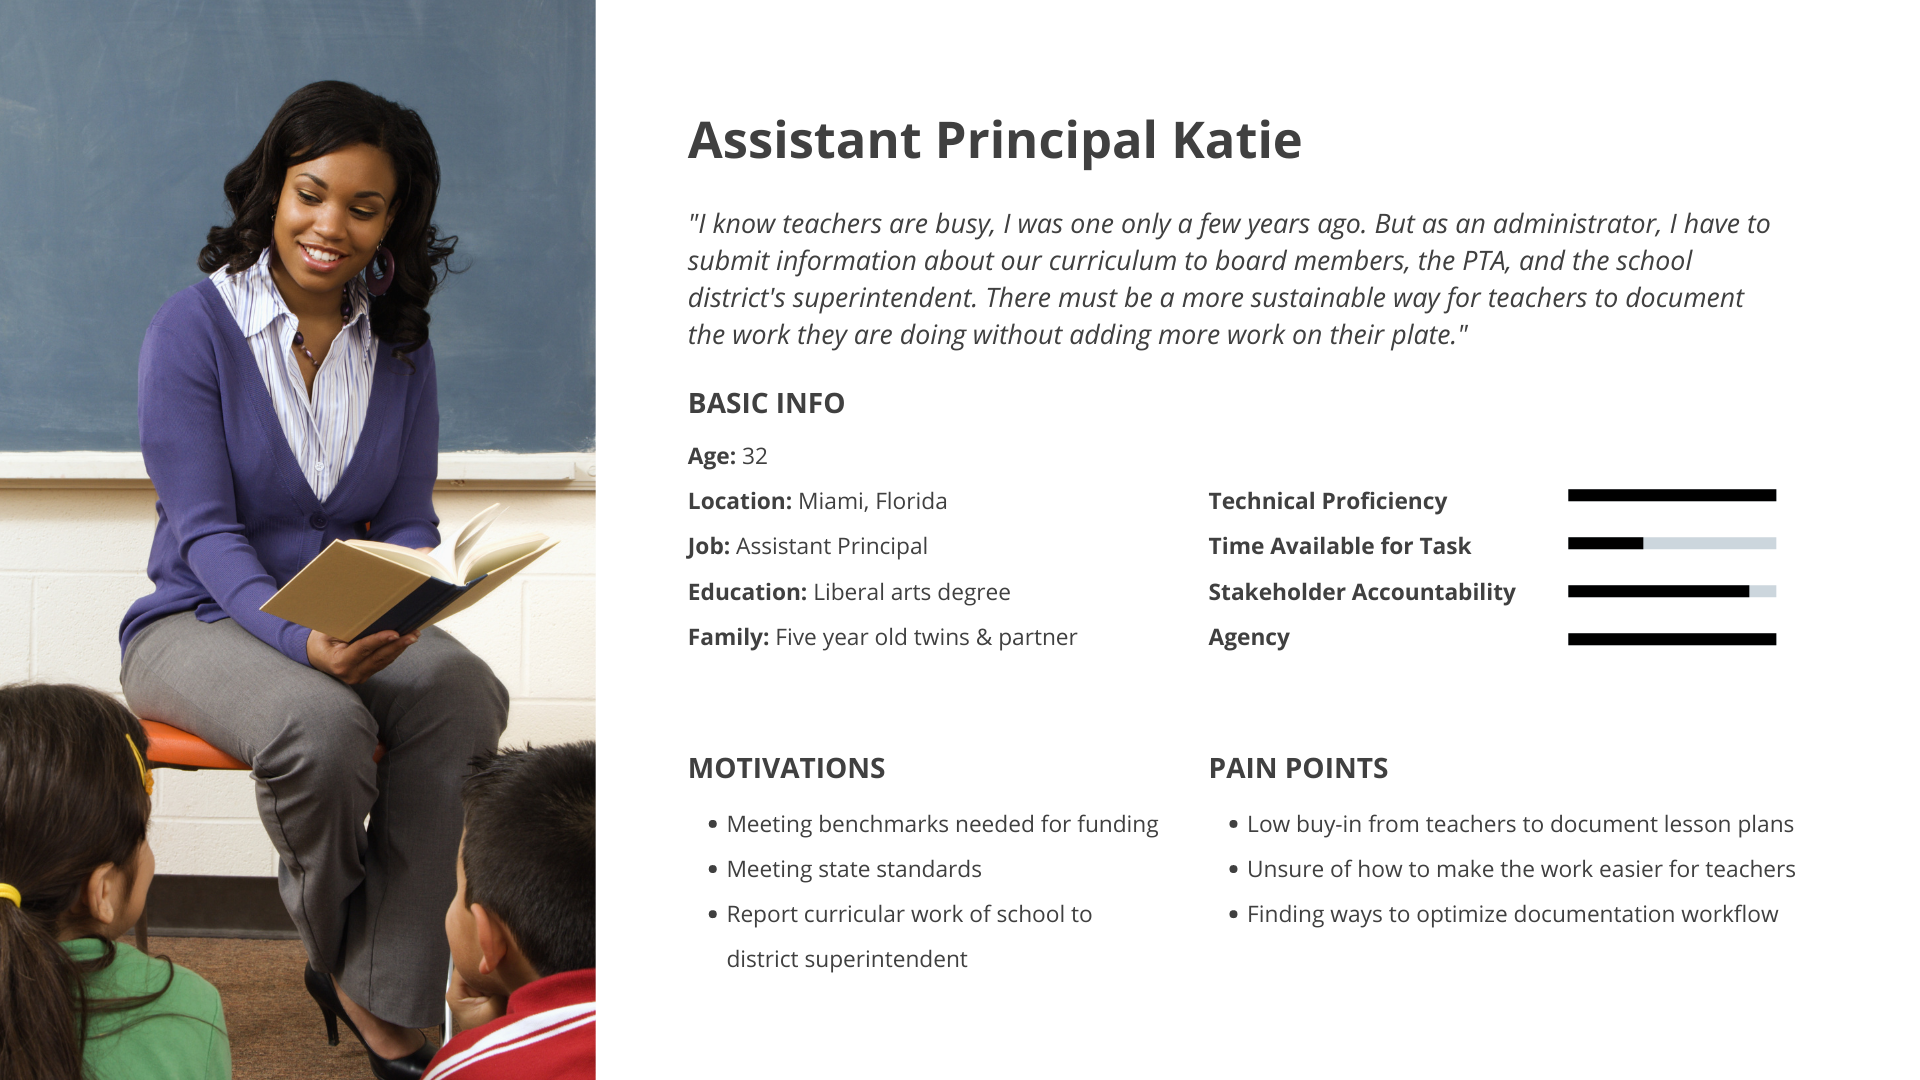 Assistant Principal Katie
"I know teachers are busy, I was one only a few years ago. But as an administrator, I have to
submit information about our curriculum to board members, the PTA, and the school
district's superintendent. There must be a more sustainable way for teachers to document
the work they are doing without adding more work on their plate."
BASIC INFO
Age: 32
Location: Miami, Florida
Job: Assistant Principal
Education: Liberal arts degree
Family: Five year old twins & partner
Technical Proficiency
Time Available for Task
Stakeholder Accountability
Agency
MOTIVATIONS
• Meeting benchmarks needed for funding
• Meeting state standards
• Report curricular work of school to
district superintendent
PAIN POINTS
• Low buy-in from teachers to document lesson plans
• Unsure of how to make the work easier for teachers
• Finding ways to optimize documentation workflow